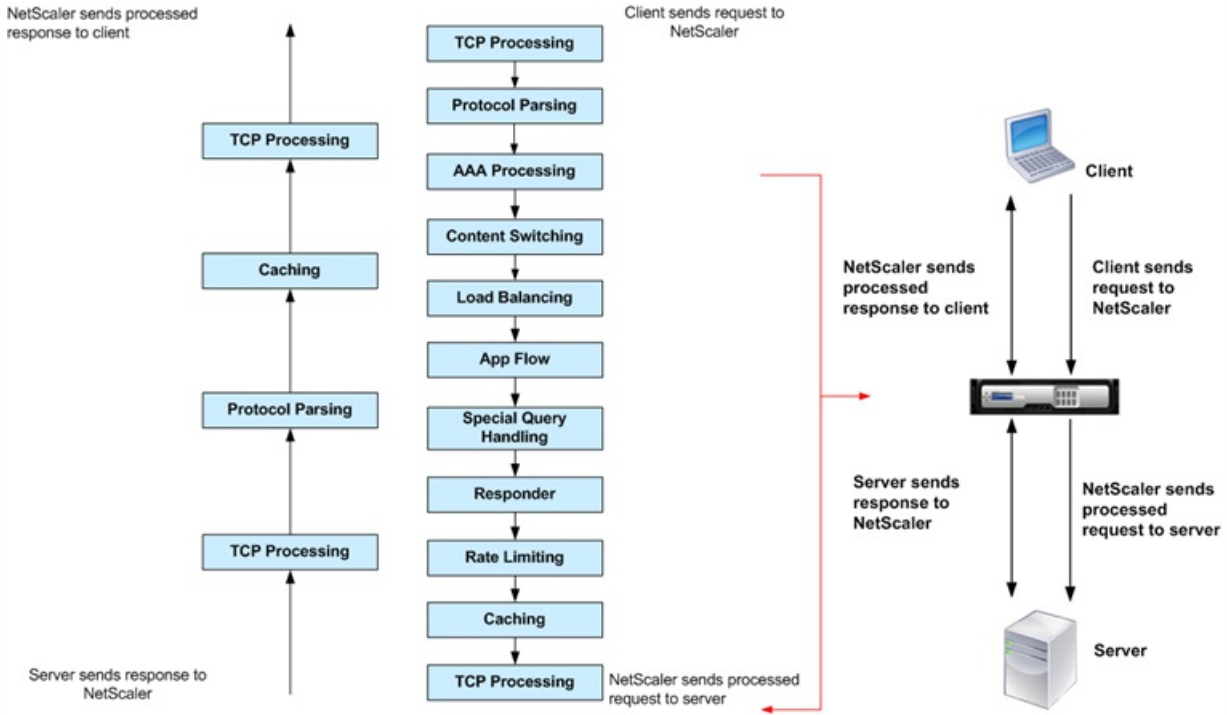 NetScaler sends processed
response to client
TCP Processing
Caching
Protocol Parsing
TCP Processing
Server sends response to
NetScaler
Client sends request to
NetScaler
TCP Processing
Protocol Parsing
AAA Processing
Content Switching
Load Balancing
App Flow
Special Query
Handling
Responder
Rate Limiting
Caching
TCP Processing
NetScaler sends processed
request to server
Client
NetScaler sends
processed
response to client
Client sends
request to
NetScaler
Server sends
response to
NetScaler
NetScaler sends
processed
request to server
Server